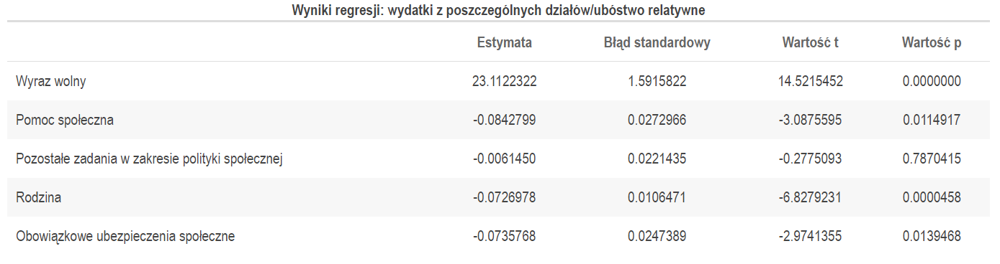 Wyniki regresji: wydatki z poszczególnych działów/ubóstwo relatywne
Estymata Błąd standardowy Wartość t Wartość p
Wyraz wolny 23.1122322 1.5915822 14.5215452 0.0000000
Pomoc społeczna -0.0842799 0.0272966 -3.0875595 0.0114917
Pozostałe zadania w zakresie polityki społecznej -0.0061450 0.0221435 -0.2775093 0.7870415
Rodzina -0.0726978 0.0106471 -6.8279231 0.0000458
Obowiązkowe ubezpieczenia społeczne -0.0735768 0.0247389 -2.9741355 0.0139468